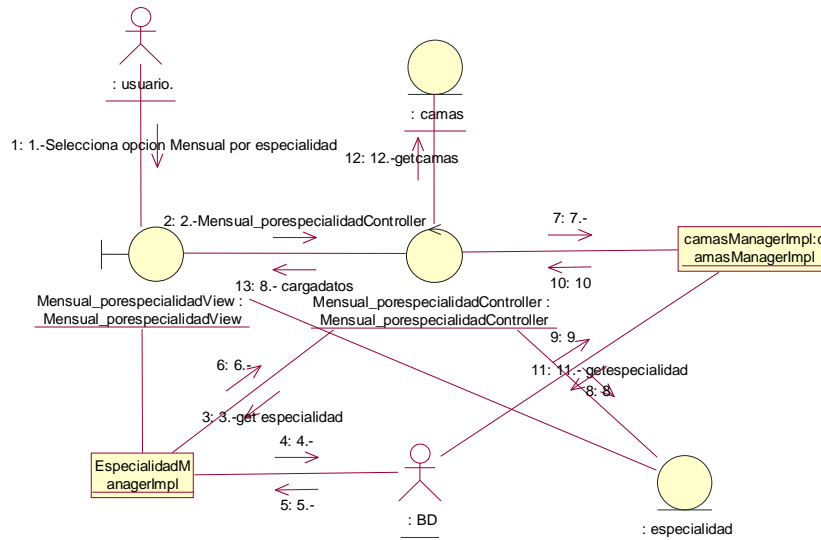 : usuario.
: camas
1: 1.-Selecciona opcion Mensual por especialidad
12: 12.-getcamas
2: 2.-Mensual_porespecialidadController
7: 7.-
camasManagerImpl:c
amasManagerImpl
10: 10
13: 8.- cargadatos
Mensual_porespecialidadView :
Mensual_porespecialidadView
Mensual_porespecialidadController :
Mensual_porespecialidadController
9: 9.
6: 6.-
11: 11.- getespecialidad
8: 8.
3: 3.-get especialidad
4: 4.-
EspecialidadM
anagerImpl
5: 5.-
: BD
: especialidad